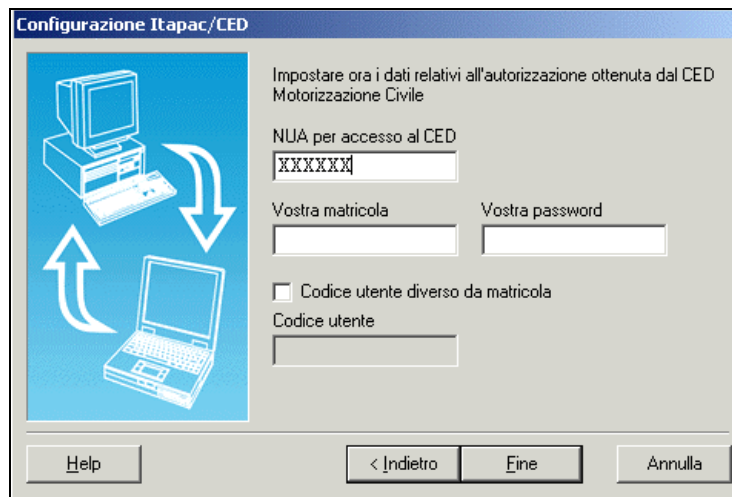 Configurazione Itapac/CED
Impostare ora i dati relativi all'autorizzazione ottenuta dal CED
Motorizzazione Civile
NUA per accesso al CED
XXXXXX
Vostra matricola Vostra password
Codice utente diverso da matricola
Codice utente
Help < Indietro Fine Annulla